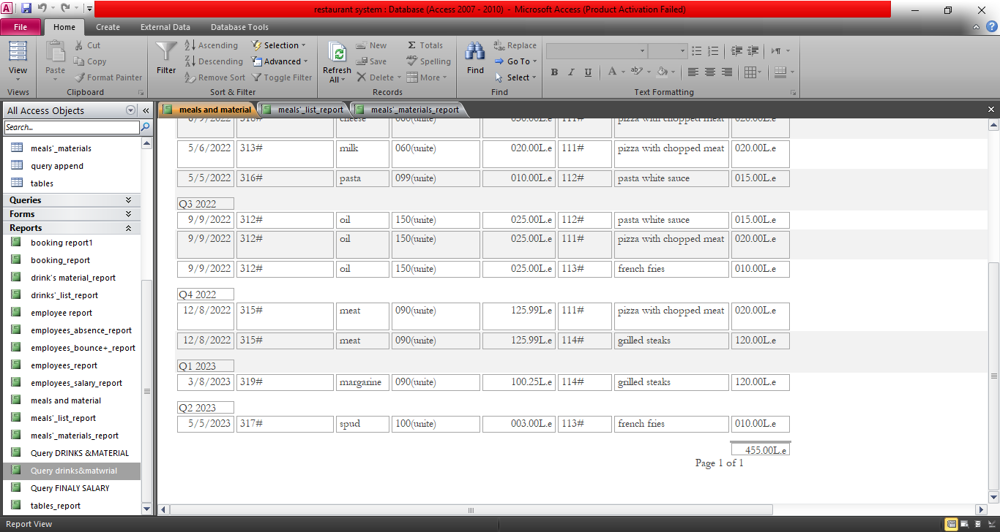 restaurant system : Database (Access 2007 - 2010) - Microsoft Access (Product Activation Failed)
File Home Create External Data Database Tools
View
Views
Paste
Cut
Copy
Format Painter
Clipboard
Filter
Ascending
Descending
Remove Sort
Selection
Advanced
Toggle Filter
Sort & Filter
Refresh
All
New
Save
Delete
Totals
Spelling
More
Records
Find
Replace
Go To
Select
Find
B I U
A
Text Formatting
All Access Objects
Search...
meals'_materials
query append
tables
Queries
Forms
Reports
booking report1
booking_report
drink's material_report
drinks'_list_report
employee report
employees_absence_report
employees_bounce+_report
employees_report
employees_salary_report
meals and material
meals'_list_report
meals'_materials_report
Query DRINKS &MATERIAL
Query drinks&matwrial
Query FINALY SALARY
tables_report
meals and material meals'_list_report meals'_materials_report
cheese pizza with chopped meat
5/6/2022 313# milk 060(unite) 020.00L.e 111# pizza with chopped meat 020.00L.e
5/5/2022 316# pasta 099(unite) 010.00L.e 112# pasta white sauce 015.00L.e
Q3 2022
9/9/2022 312# oil 150(unite) 025.00L.e 112# pasta white sauce 015.00L.e
9/9/2022 312# oil 150(unite) 025.00L.e 111# pizza with chopped meat 020.00L.e
9/9/2022 312# oil 150(unite) 025.00L.e 113# french fries 010.00L.e
Q4 2022
12/8/2022 315# meat 090(unite) 125.99L.e 111# pizza with chopped meat 020.00L.e
12/8/2022 315# meat 090(unite) 125.99L.e 114# grilled steaks 120.00L.e
Q1 2023
3/8/2023 319# margarine 090(unite) 100.25L.e 114# grilled steaks 120.00L.e
Q2 2023
5/5/2023 317# spud 100(unite) 003.00L.e 113# french fries 010.00L.e
455.00L.e
Page 1 of 1
Report View